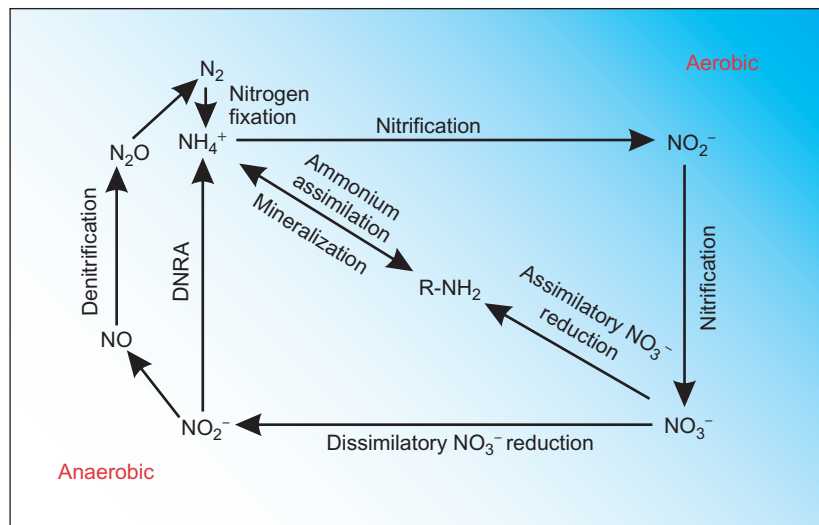 Aerobic
N₂
Nitrogen
fixation
NH₄⁺
Nitrification
NO₂⁻
N₂O
Ammonium
assimilation
Mineralization
Denitrification
DNRA
R-NH₂
Assimilatory NO₃⁻
reduction
Nitrification
NO
NO₂⁻
Dissimilatory NO₃⁻ reduction
NO₃⁻
Anaerobic